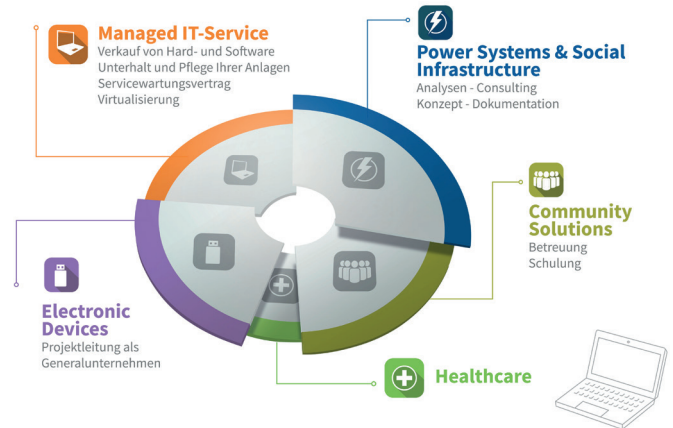 Managed IT-Service
Verkauf von Hard- und Software
Unterhalt und Pflege Ihrer Anlagen
Servicewartungsvertrag
Virtualisierung
Power Systems & Social
Infrastructure
Analysen - Consulting
Konzept - Dokumentation
Community
Solutions
Betreuung
Schulung
Electronic
Devices
Projektleitung als
Generalunternehmen
Healthcare